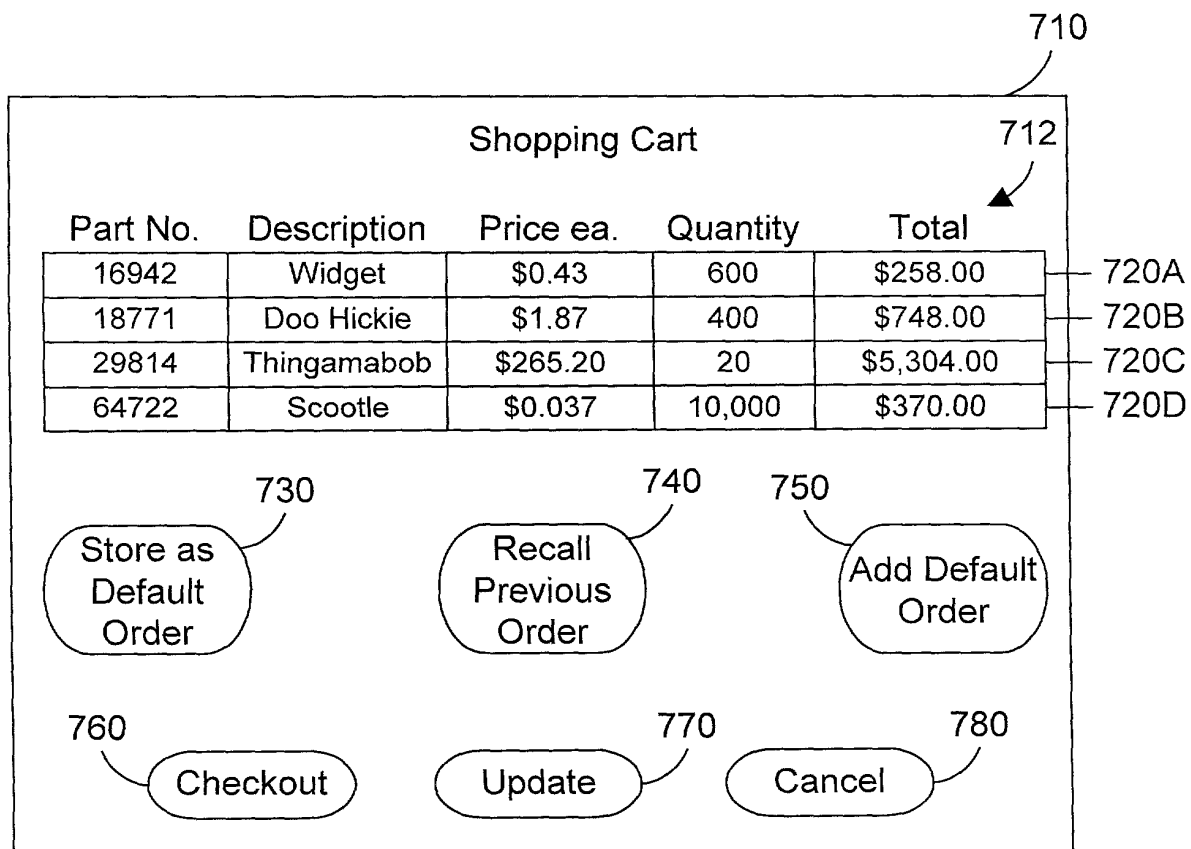 710
Shopping Cart
712
Part No. Description Price ea. Quantity Total
16942 Widget $0.43 600 $258.00 720A
18771 Doo Hickie $1.87 400 $748.00 720B
29814 Thingamabob $265.20 20 $5,304.00 720C
64722 Scootle $0.037 10,000 $370.00 720D
730 740 750
Store as
Default
Order
Recall
Previous
Order
Add Default
Order
760 770 780
Checkout Update Cancel